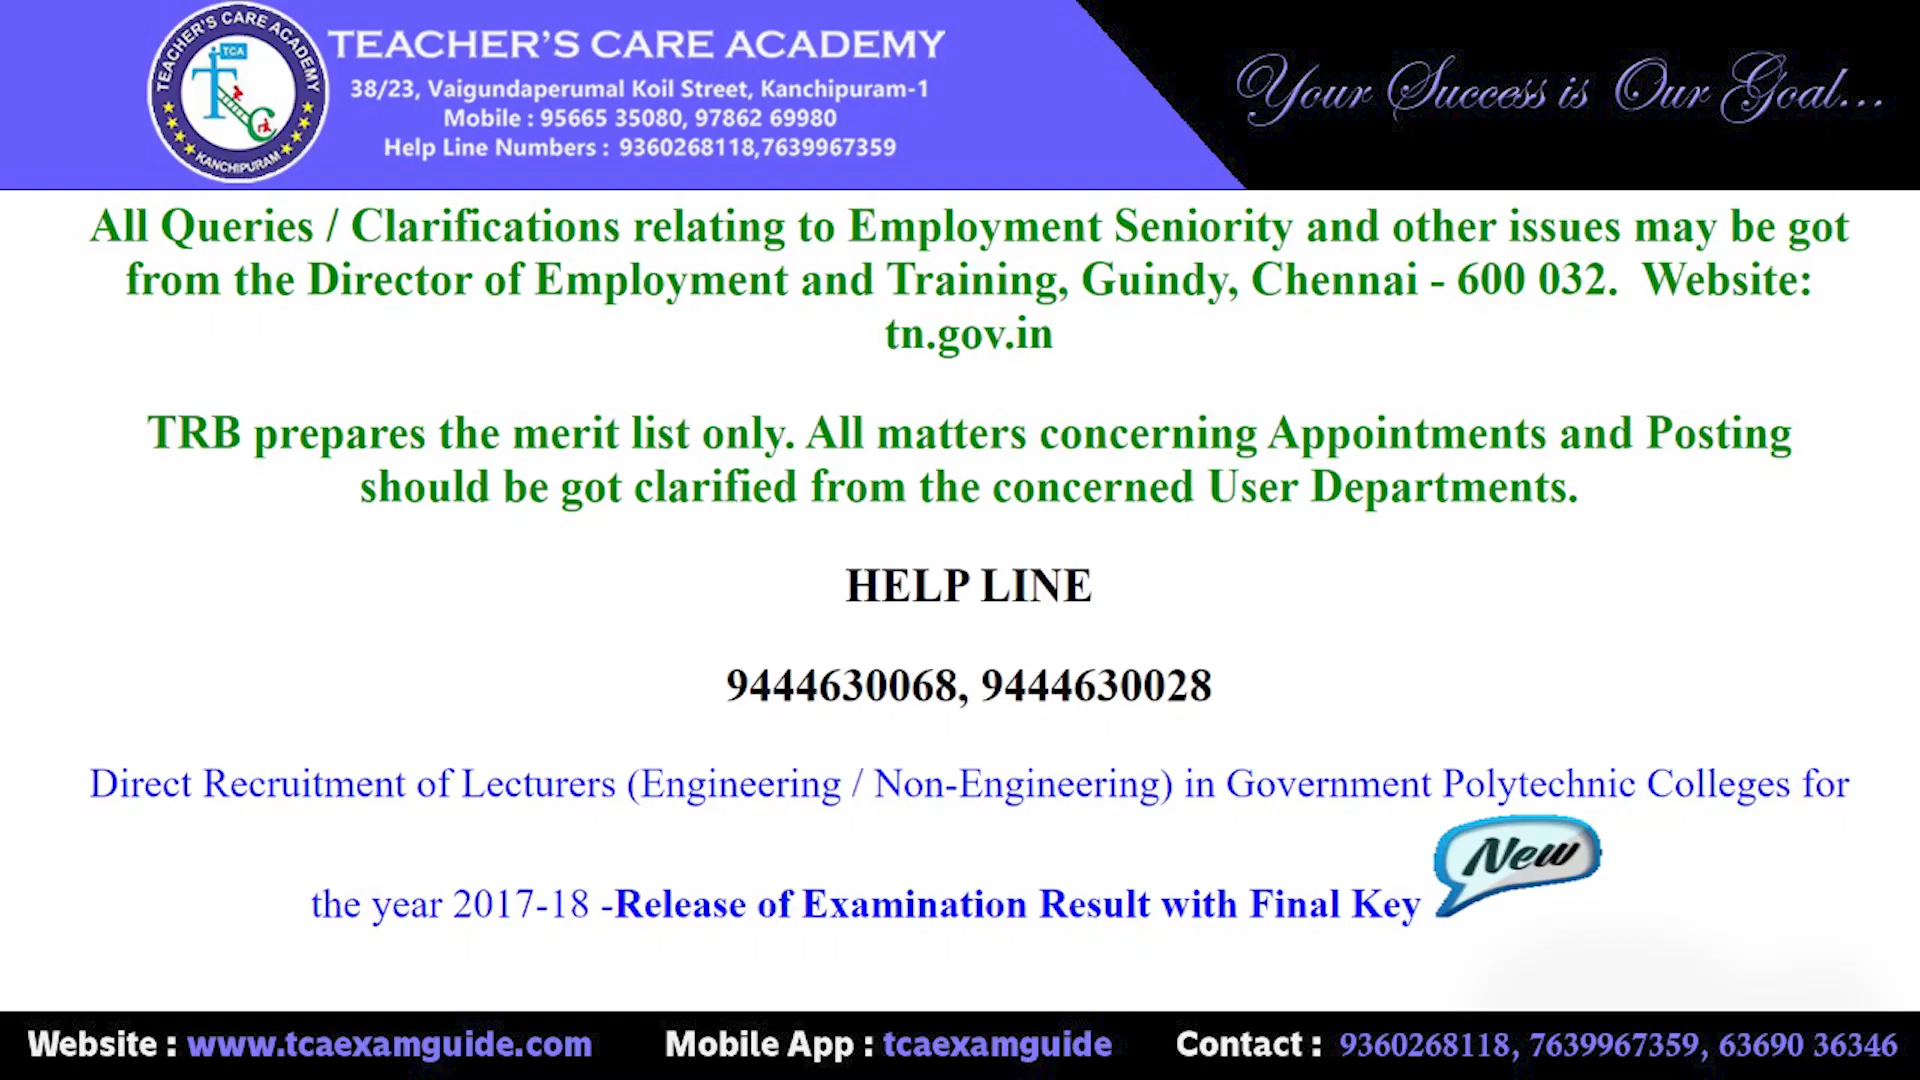 TEACHER'S CARE ACADEMY
TCA
KANCHIPURAM
TEACHER'S CARE ACADEMY
38/23, Vaigundaperumal Koil Street, Kanchipuram-1
Mobile : 95665 35080, 97862 69980
Help Line Numbers : 9360268118,7639967359
Your Success is Our Goal...
All Queries / Clarifications relating to Employment Seniority and other issues may be got
from the Director of Employment and Training, Guindy, Chennai - 600 032. Website:
tn.gov.in
TRB prepares the merit list only. All matters concerning Appointments and Posting
should be got clarified from the concerned User Departments.
HELP LINE
9444630068, 9444630028
Direct Recruitment of Lecturers (Engineering / Non-Engineering) in Government Polytechnic Colleges for
the year 2017-18 -Release of Examination Result with Final Key New
Website : www.tcaexamguide.com Mobile App : tcaexamguide Contact : 9360268118, 7639967359, 63690 36346